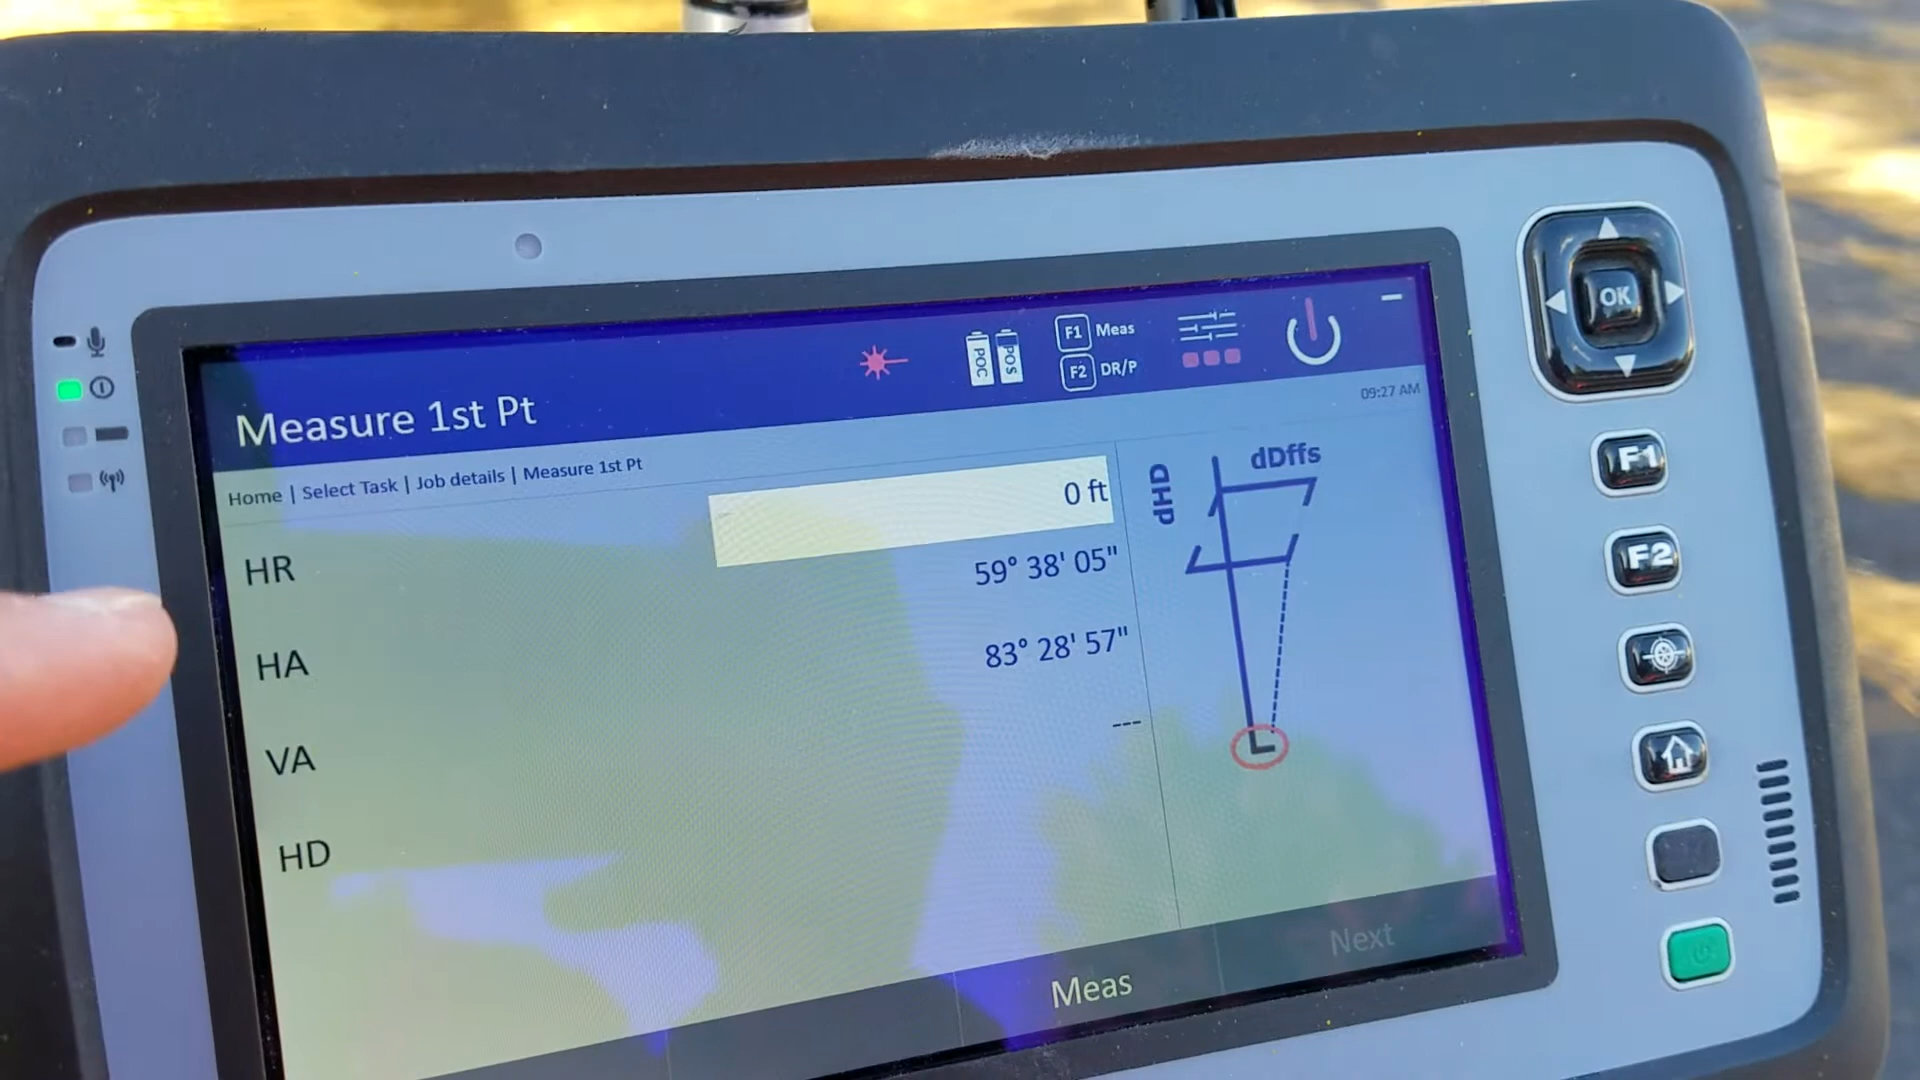 POC
POS
F1 Meas
F2 DR/P
Measure 1st Pt
09:27 AM
Home | Select Task | Job details | Measure 1st Pt
HR 0 ft
HA 59° 38' 05"
VA 83° 28' 57"
HD ---
dHD
dDffs
Meas
Next
OK
F1
F2